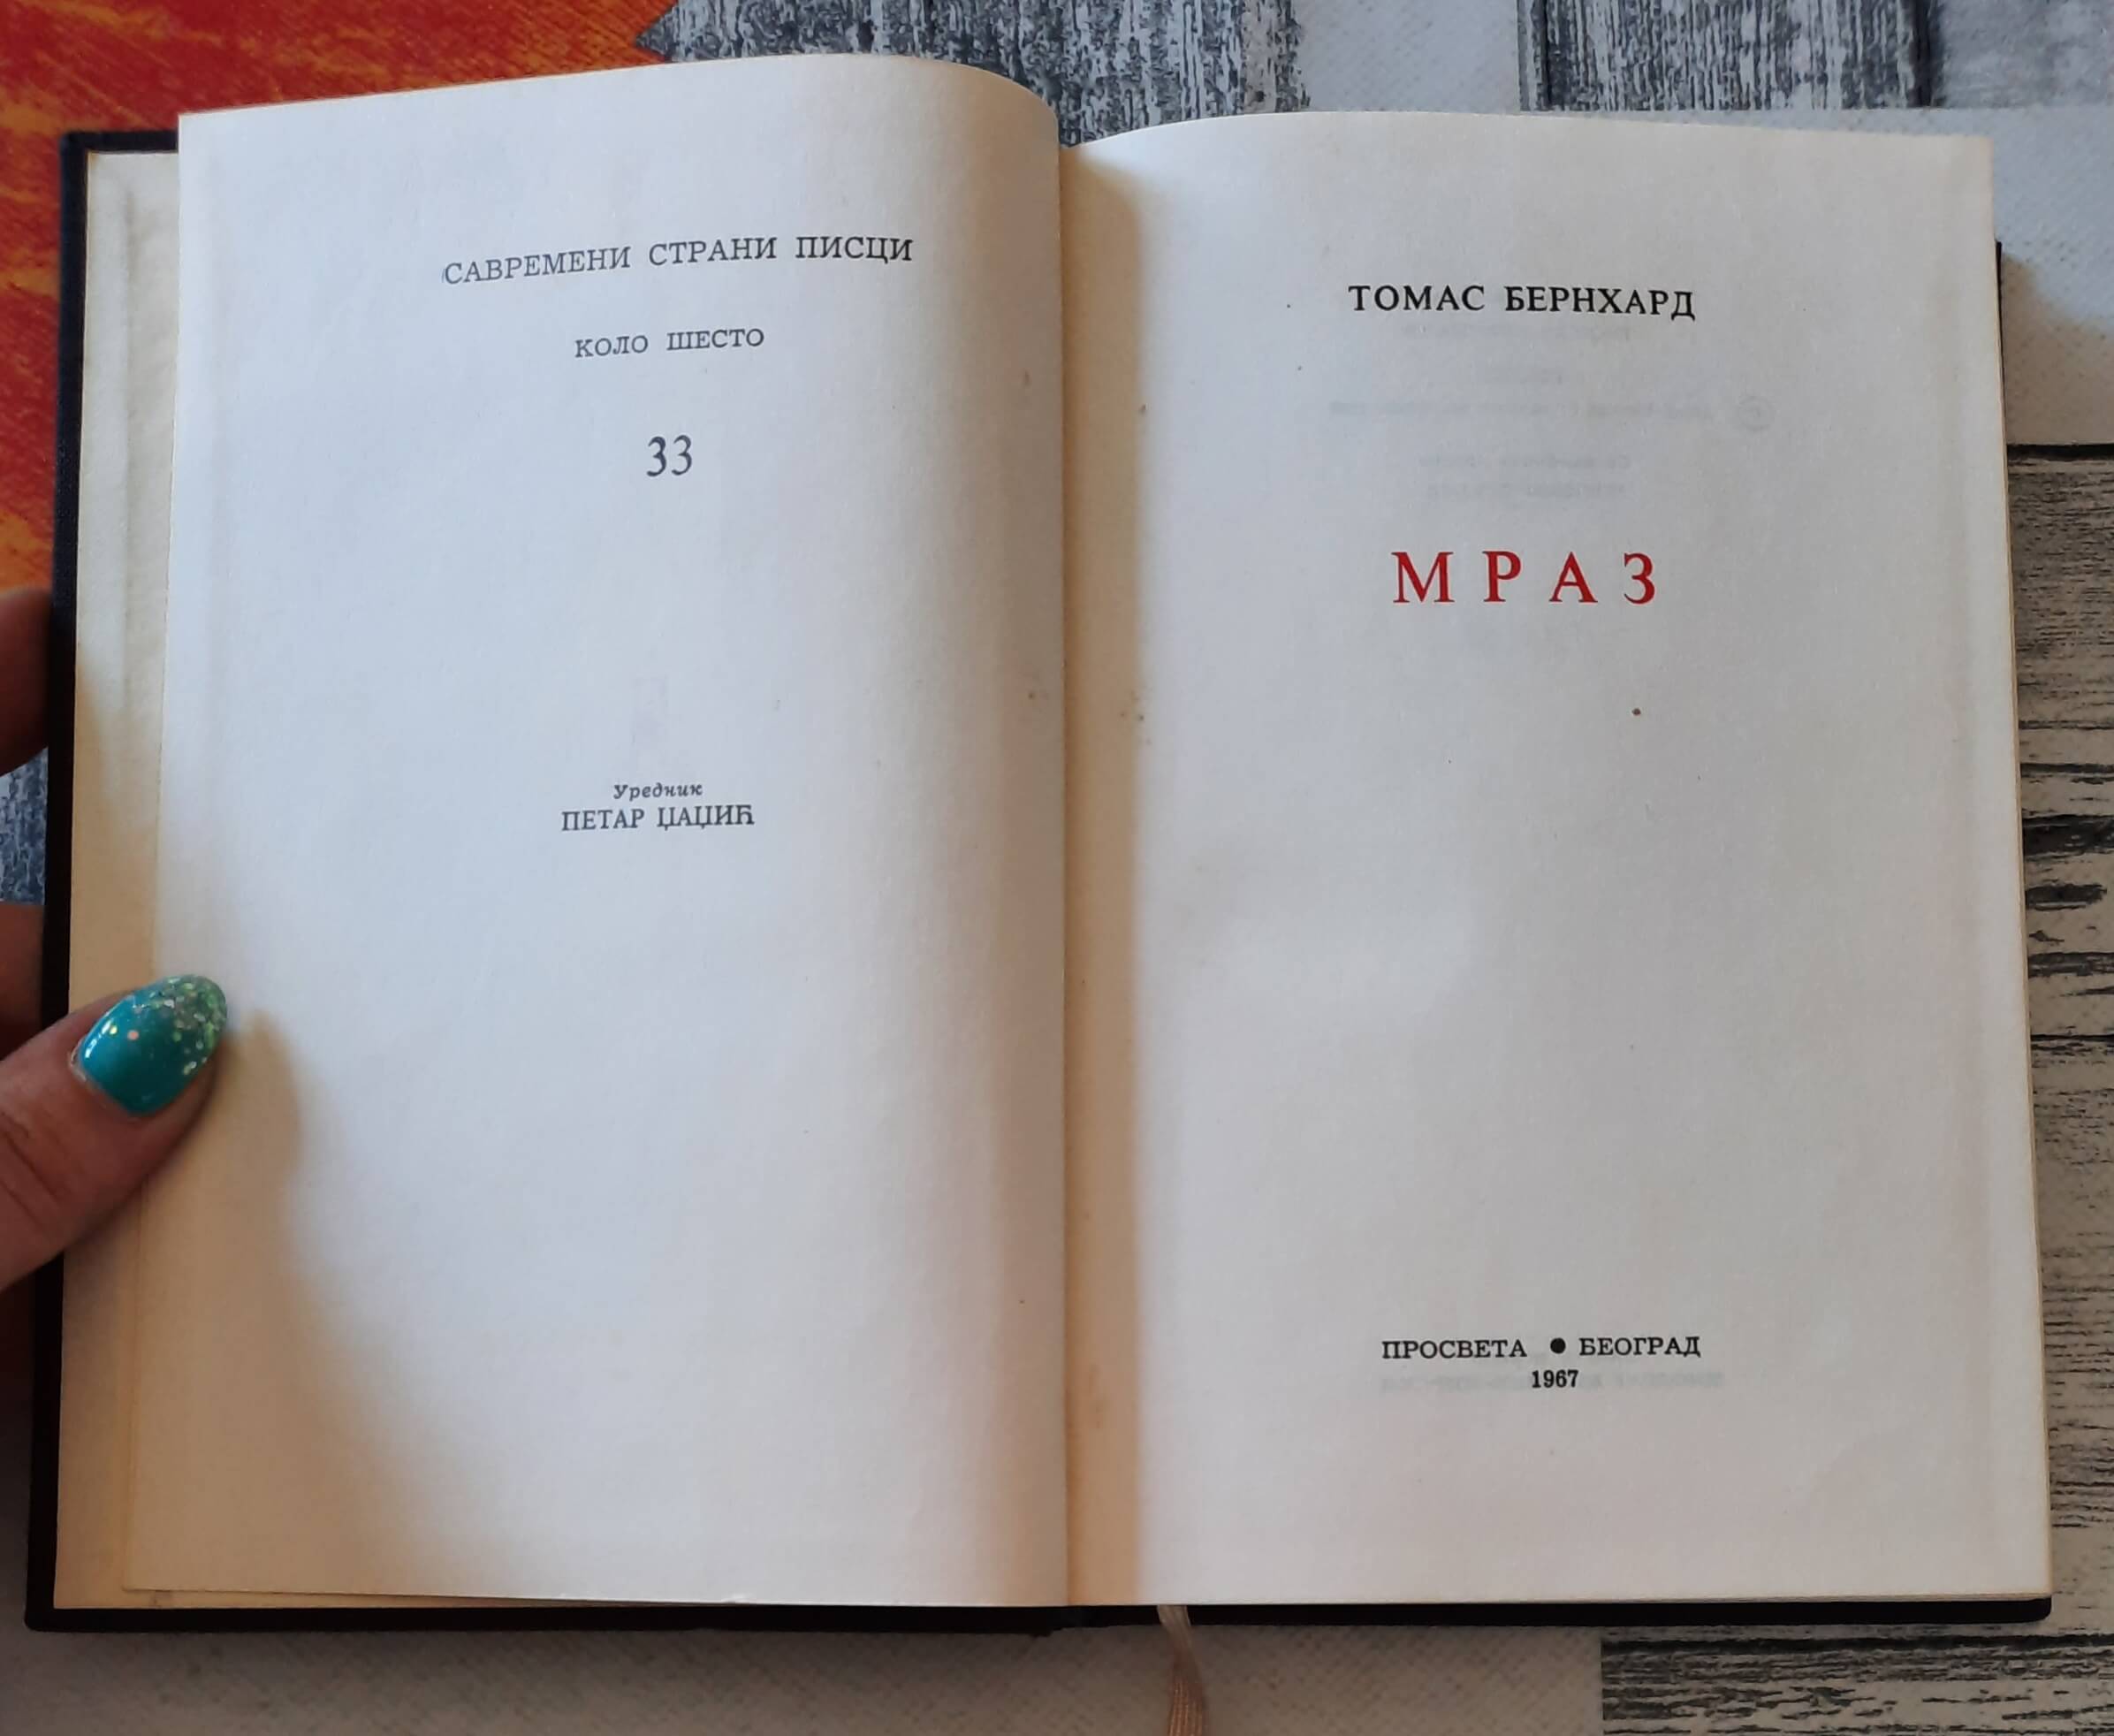 САВРЕМЕНИ СТРАНИ ПИСЦИ
КОЛО ШЕСТО
33
Уредник
ПЕТАР ЏАЏИЋ
ТОМАС БЕРНХАРД
МРАЗ
ПРОСВЕТА ● БЕОГРАД
1967